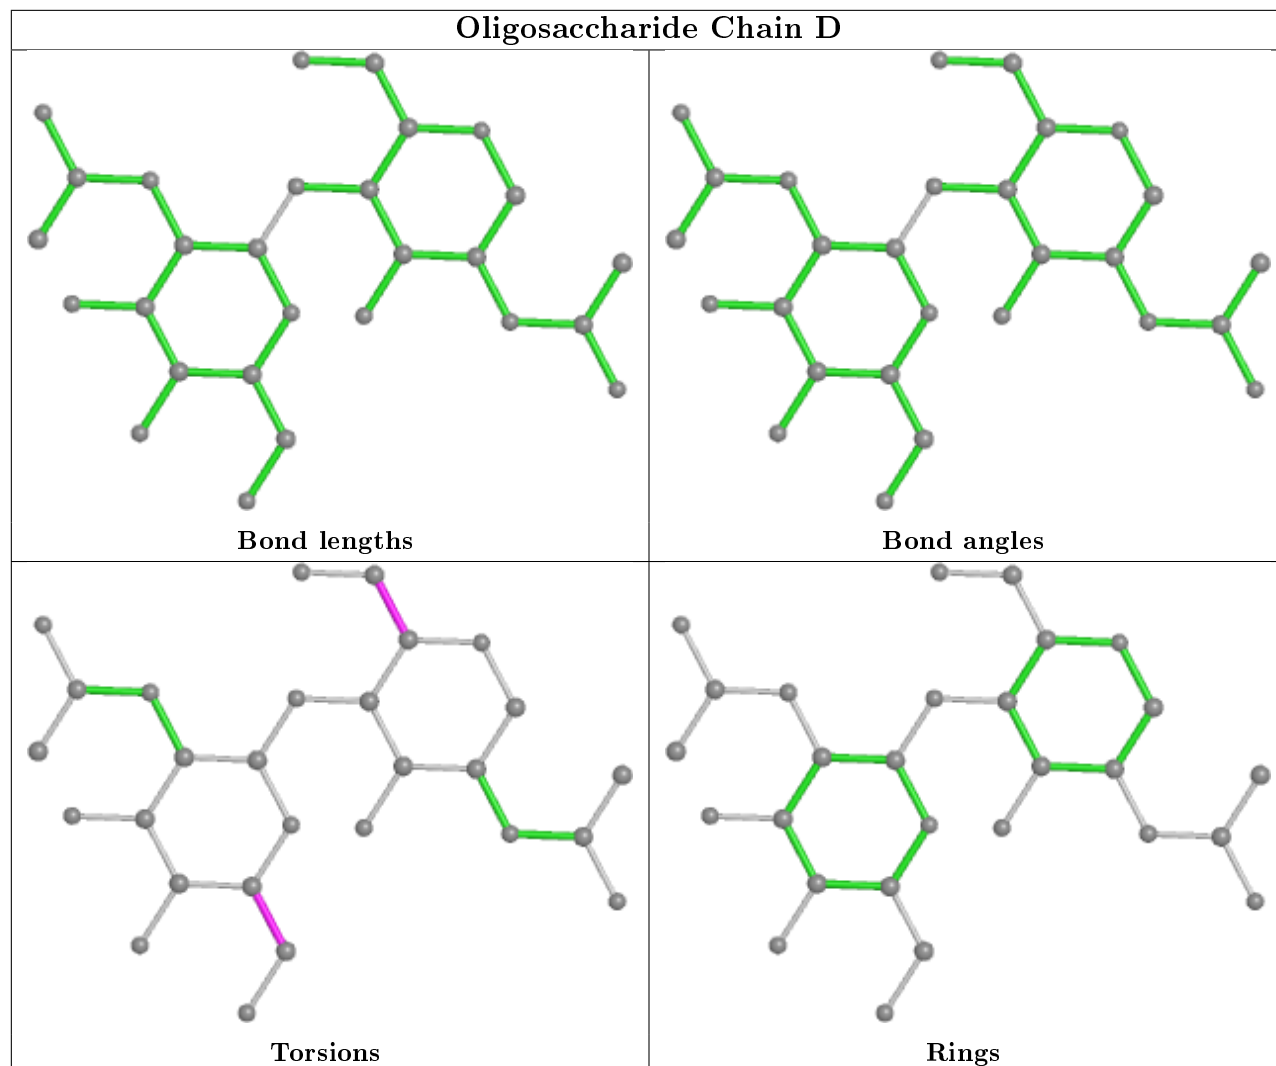 Oligosaccharide Chain D
Bond lengths
Bond angles
Torsions
Rings